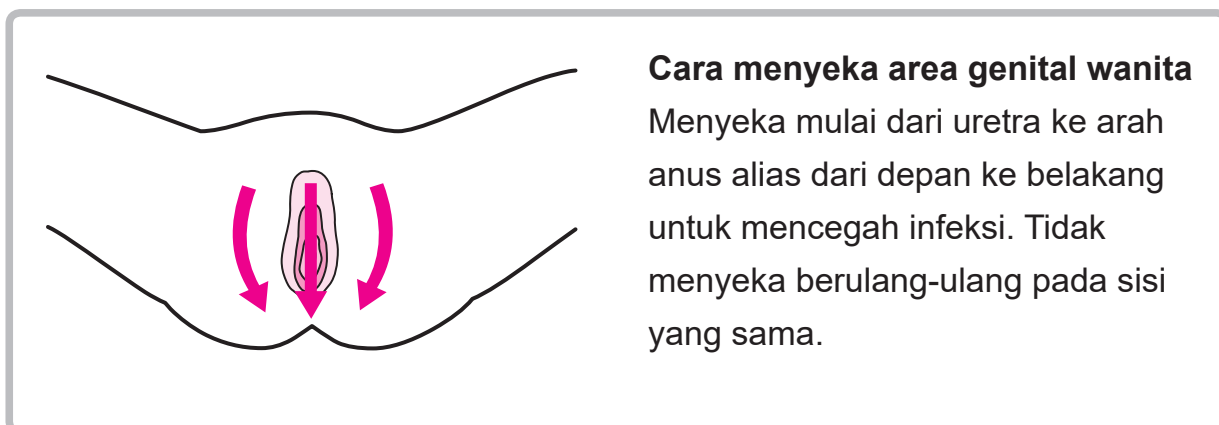 Cara menyeka area genital wanita
Menyeka mulai dari uretra ke arah
anus alias dari depan ke belakang
untuk mencegah infeksi. Tidak
menyeka berulang-ulang pada sisi
yang sama.